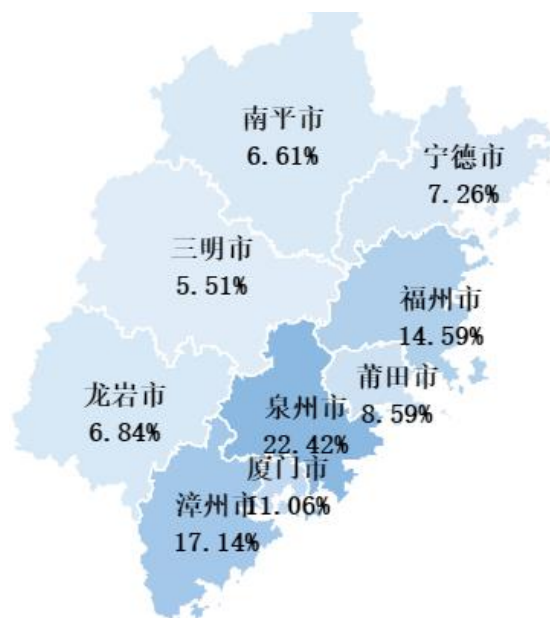 南平市
6.61%
宁德市
7.26%
三明市
5.51%
福州市
14.59%
莆田市
8.59%
龙岩市
6.84%
泉州市
22.42%
厦门市
11.06%
漳州市
17.14%